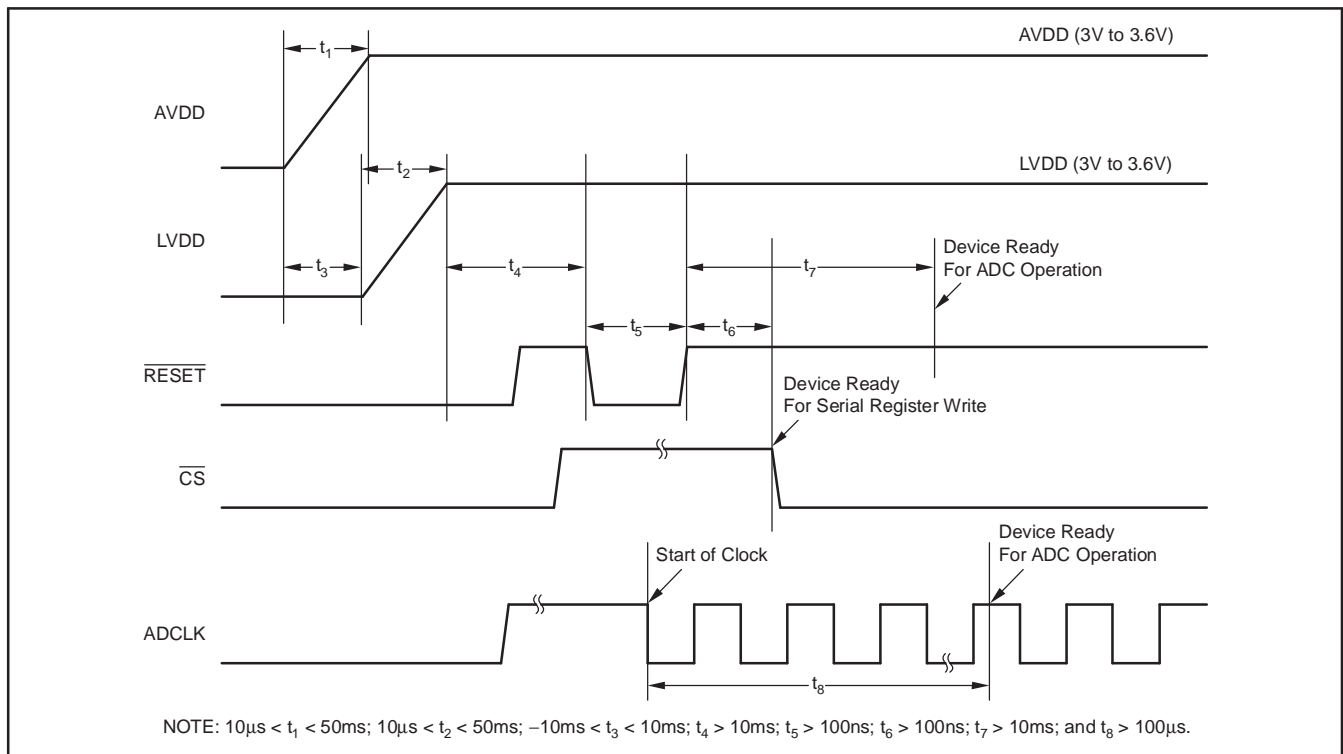 t1
AVDD (3V to 3.6V)
AVDD
t2
LVDD (3V to 3.6V)
LVDD
t3
t4
t7
Device Ready
For ADC Operation
t5
t6
RESET
Device Ready
For Serial Register Write
CS
Start of Clock
Device Ready
For ADC Operation
ADCLK
t8
NOTE: 10µs < t1 < 50ms; 10µs < t2 < 50ms; −10ms < t3 < 10ms; t4 > 10ms; t5 > 100ns; t6 > 100ns; t7 > 10ms; and t8 > 100µs.